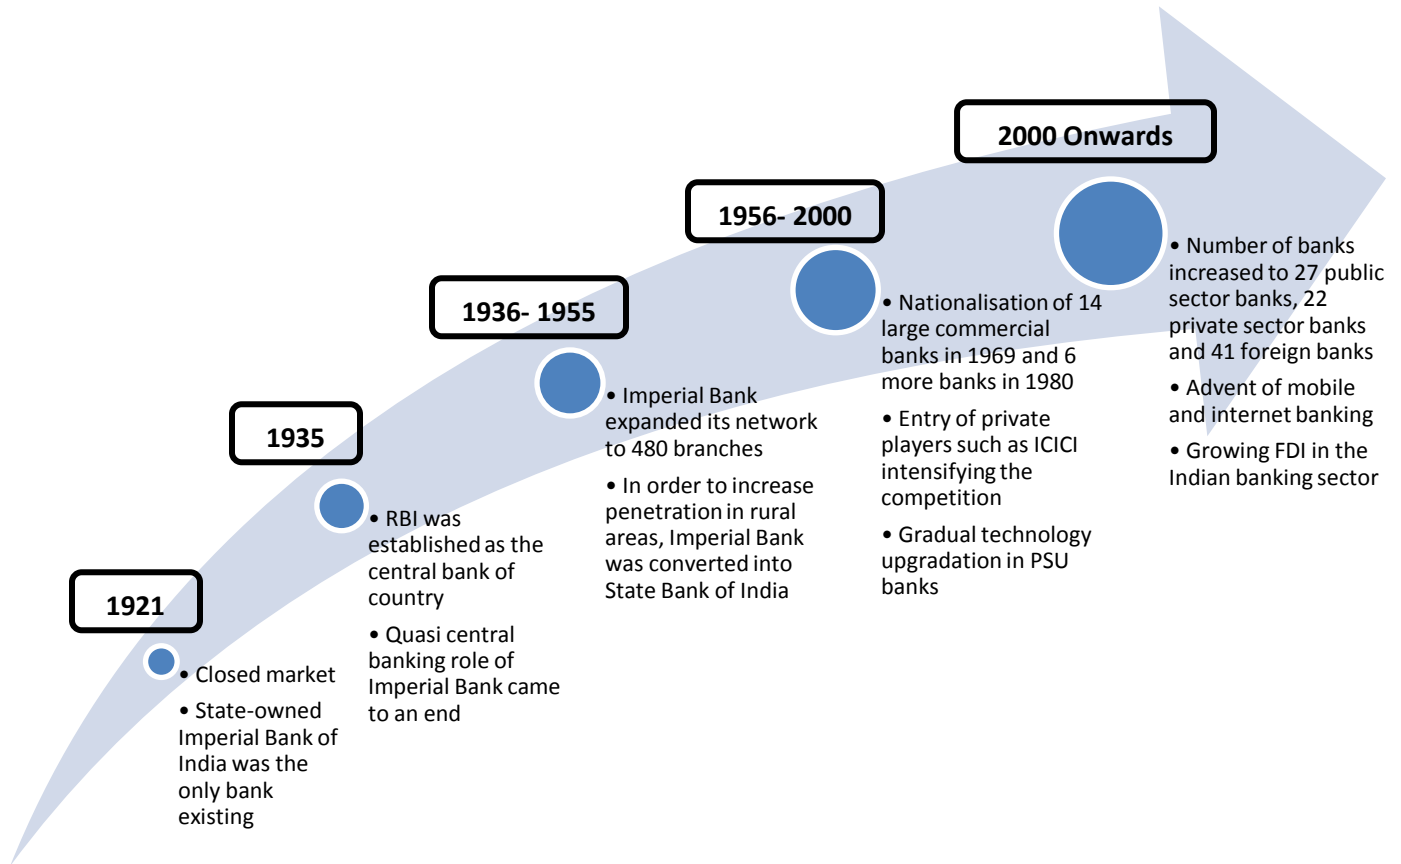 1921
• Closed market
• State-owned
Imperial Bank of
India was the
only bank
existing
1935
• RBI was
established as the
central bank of
country
• Quasi central
banking role of
Imperial Bank came
to an end
1936- 1955
• Imperial Bank
expanded its network
to 480 branches
• In order to increase
penetration in rural
areas, Imperial Bank
was converted into
State Bank of India
1956- 2000
• Nationalisation of 14
large commercial
banks in 1969 and 6
more banks in 1980
• Entry of private
players such as ICICI
intensifying the
competition
• Gradual technology
upgradation in PSU
banks
2000 Onwards
• Number of banks
increased to 27 public
sector banks, 22
private sector banks
and 41 foreign banks
• Advent of mobile
and internet banking
• Growing FDI in the
Indian banking sector